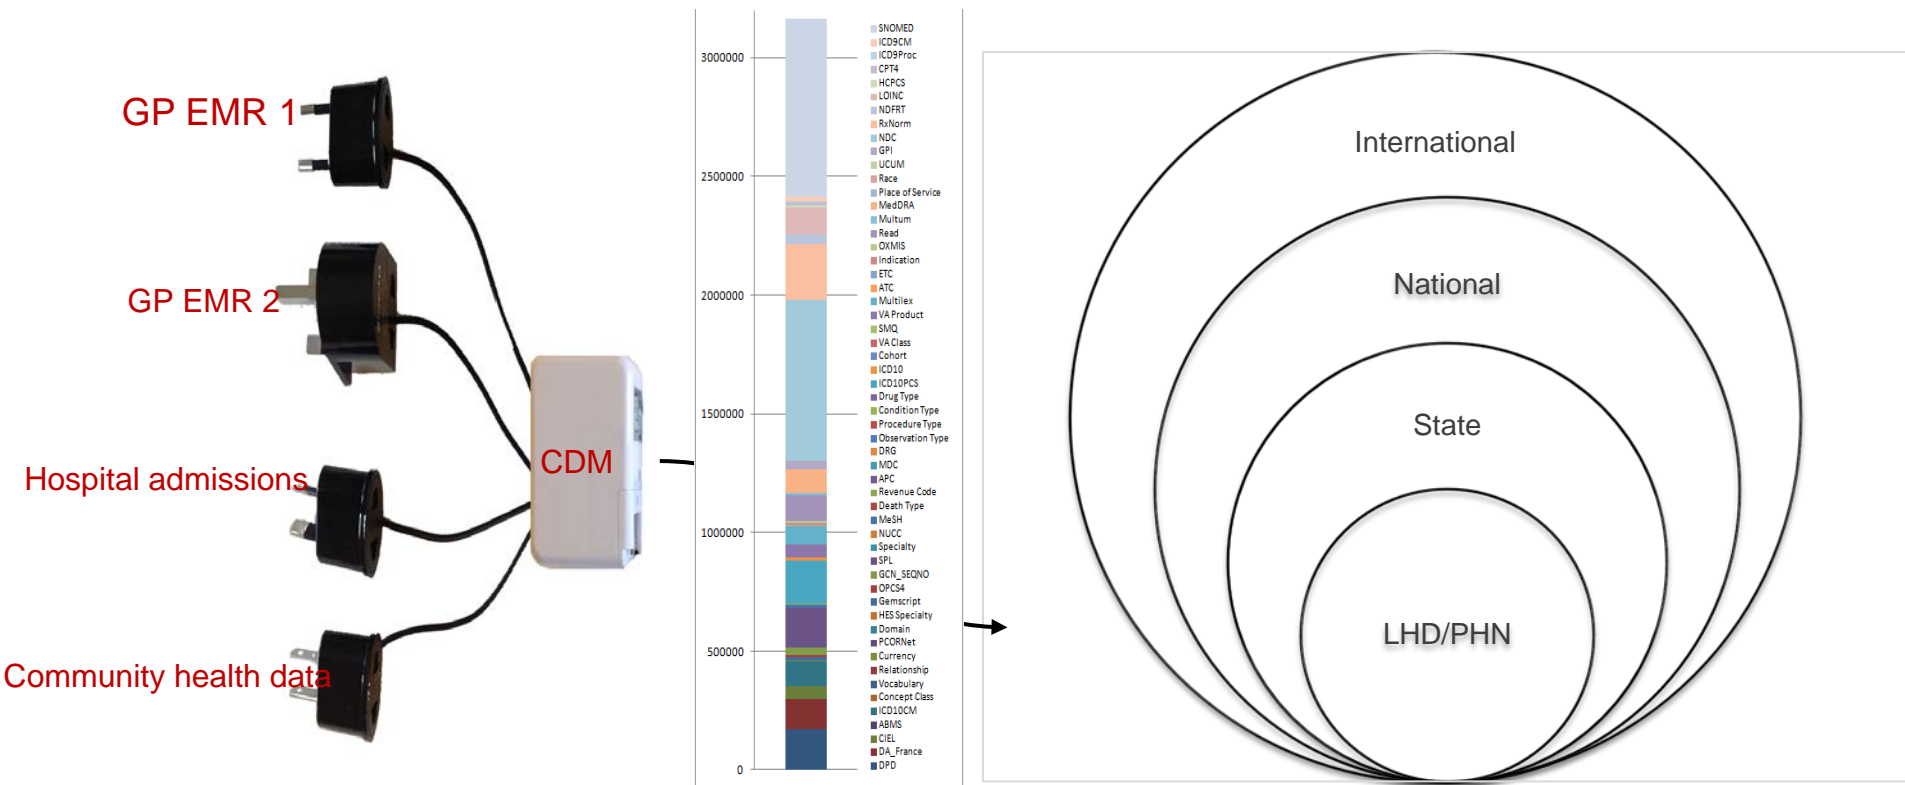 GP EMR 1
GP EMR 2
Hospital admissions
Community health data
CDM
3000000
2500000
2000000
1500000
1000000
500000
0
SNOMED
ICD9CM
ICD9Proc
CPT4
HCPCS
LOINC
NDFRT
RxNorm
NDC
GPI
UCUM
Race
Place of Service
MedDRA
Multum
Read
OXMIS
Indication
ETC
ATC
Multilex
VA Product
SMQ
VA Class
Cohort
ICD10
ICD10PCS
Drug Type
Condition Type
Procedure Type
Observation Type
DRG
MDC
APC
Revenue Code
Death Type
MeSH
NUCC
Specialty
SPL
GCN_SEQNO
OPCS4
Gemscript
HES Specialty
Domain
PCORNet
Currency
Relationship
Vocabulary
Concept Class
ICD10CM
ABMS
CIEL
DA_France
DPD
International
National
State
LHD/PHN